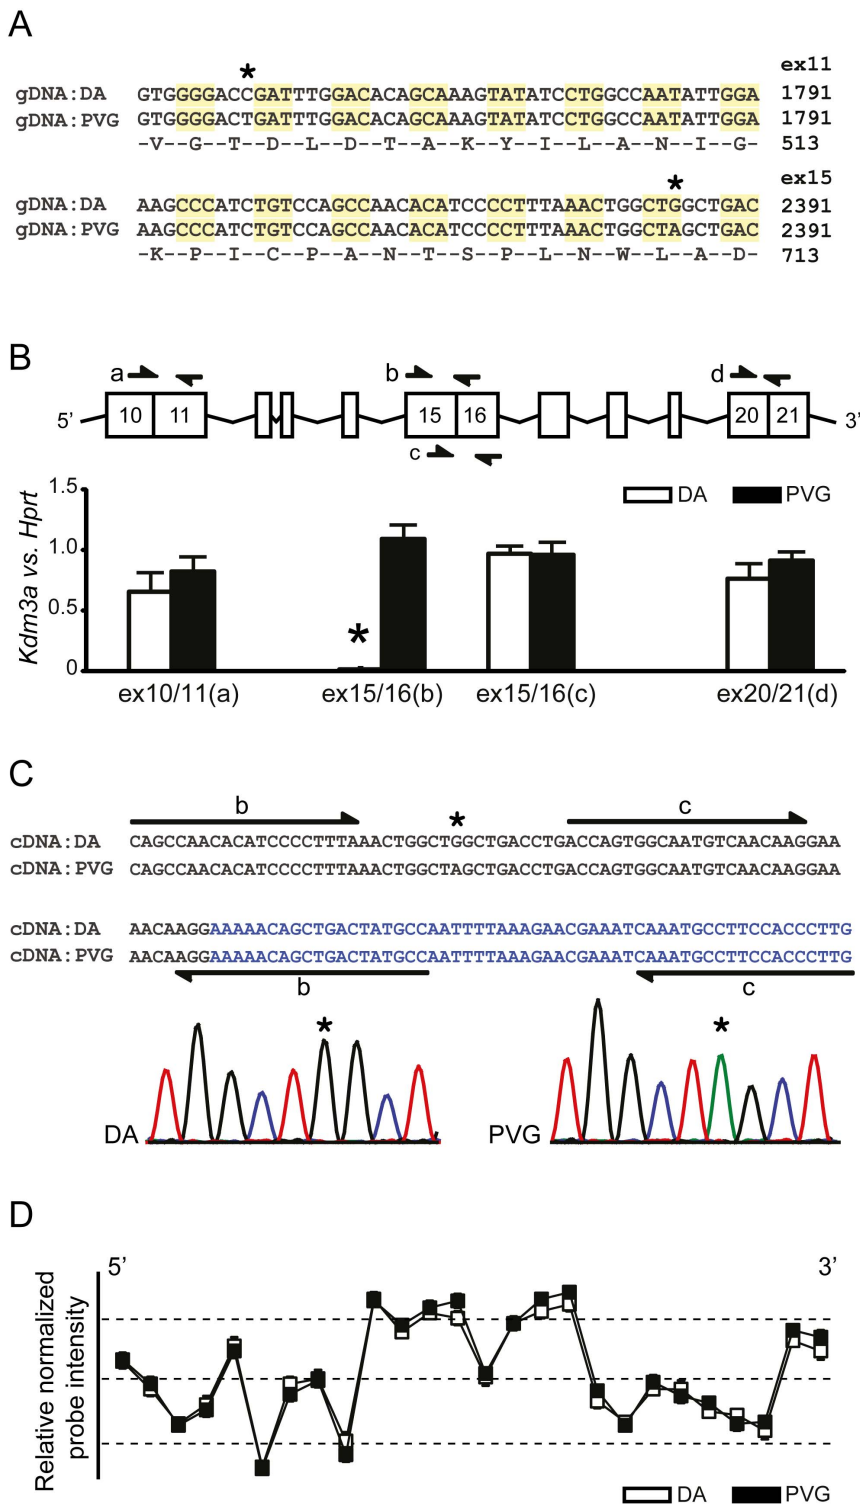 A
*
ex11
gDNA:DA GTGGGGACCGATTTGGACACAGCAAAGTATATCCTGGCCAATATTGGA 1791
gDNA:PVG GTGGGGACTGATTTGGACACAGCAAAGTATATCCTGGCCAATATTGGA 1791
-V--G--T--D--L--D--T--A--K--Y--I--L--A--N--I--G- 513
* ex15
gDNA:DA AAGCCCATCTGTCCAGCCAACACATCCCCTTTAAACTGGCTGGCTGAC 2391
gDNA:PVG AAGCCCATCTGTCCAGCCAACACATCCCCTTTAAACTGGCTAGCTGAC 2391
-K--P--I--C--P--A--N--T--S--P--L--N--W--L--A--D- 713
B
a b d
5’ 10 11 15 16 20 21 3’
c
DA PVG
Kdm3a vs. Hprt
1.5
1.0
0.5
0
*
ex10/11(a) ex15/16(b) ex15/16(c) ex20/21(d)
C
b * c
cDNA:DA CAGCCAACACATCCCCTTTAAACTGGCTGGCTGACCTGACCAGTGGCAATGTCAACAAGGAA
cDNA:PVG CAGCCAACACATCCCCTTTAAACTGGCTAGCTGACCTGACCAGTGGCAATGTCAACAAGGAA
cDNA:DA AACAAGGAAAAACAGCTGACTATGCCAATTTTAAAGAACGAAATCAAATGCCTTCCACCCTTG
cDNA:PVG AACAAGGAAAAACAGCTGACTATGCCAATTTTAAAGAACGAAATCAAATGCCTTCCACCCTTG
b c
* *
DA PVG
D
5’ 3’
Relative normalized
probe intensity
DA PVG